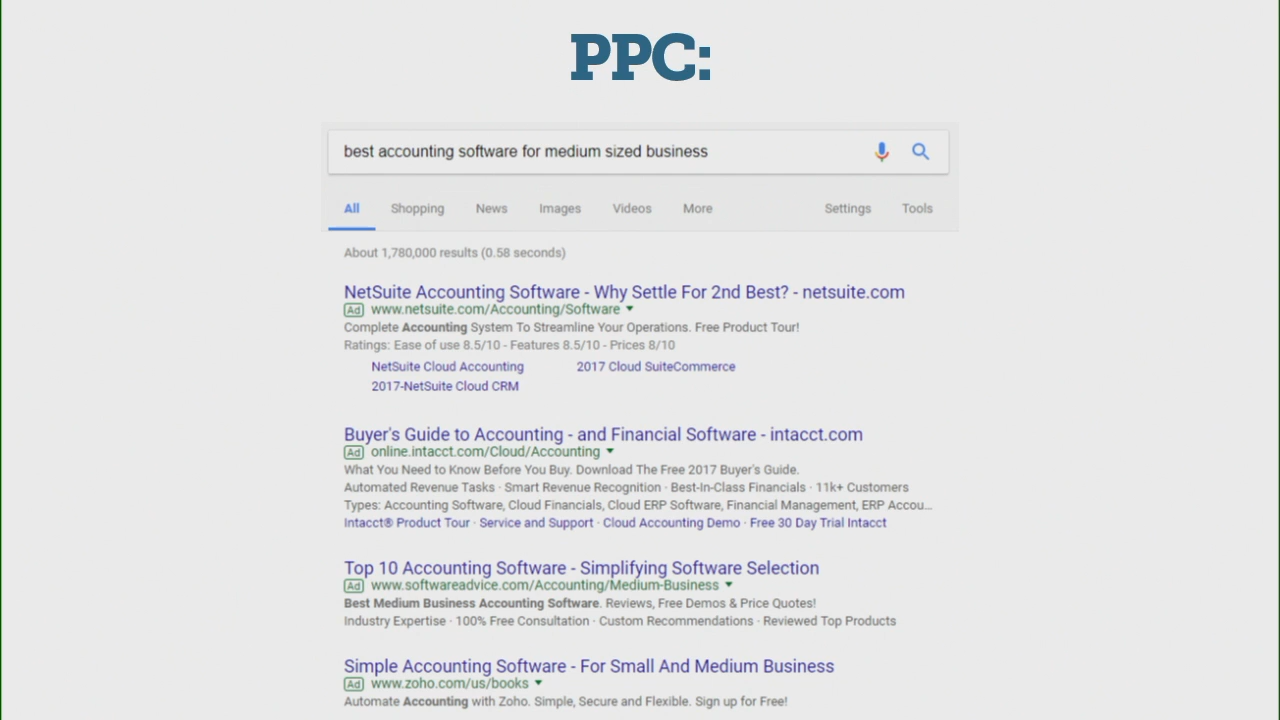 PPC:
best accounting software for medium sized business
All Shopping News Images Videos More Settings Tools
About 1,780,000 results (0.58 seconds)
NetSuite Accounting Software - Why Settle For 2nd Best? - netsuite.com
Ad www.netsuite.com/Accounting/Software
Complete Accounting System To Streamline Your Operations. Free Product Tour!
Ratings: Ease of use 8.5/10 - Features 8.5/10 - Prices 8/10
NetSuite Cloud Accounting 2017 Cloud SuiteCommerce
2017-NetSuite Cloud CRM
Buyer's Guide to Accounting - and Financial Software - intacct.com
Ad online.intacct.com/Cloud/Accounting
What You Need to Know Before You Buy. Download The Free 2017 Buyer's Guide.
Automated Revenue Tasks · Smart Revenue Recognition · Best-In-Class Financials · 11k+ Customers
Types: Accounting Software, Cloud Financials, Cloud ERP Software, Financial Management, ERP Accou...
Intacct® Product Tour · Service and Support · Cloud Accounting Demo · Free 30 Day Trial Intacct
Top 10 Accounting Software - Simplifying Software Selection
Ad www.softwareadvice.com/Accounting/Medium-Business
Best Medium Business Accounting Software. Reviews, Free Demos & Price Quotes!
Industry Expertise · 100% Free Consultation · Custom Recommendations · Reviewed Top Products
Simple Accounting Software - For Small And Medium Business
Ad www.zoho.com/us/books
Automate Accounting with Zoho. Simple, Secure and Flexible. Sign up for Free!